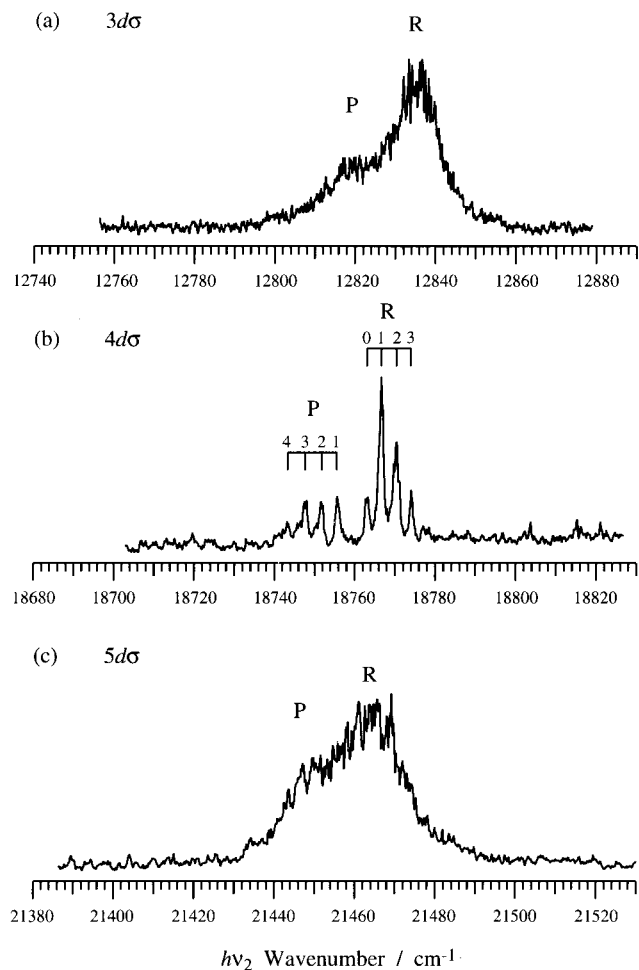 (a) 3dσ
R
P
12740 12760 12780 12800 12820 12840 12860 12880
(b) 4dσ
R
0 1 2 3
P
4 3 2 1
18680 18700 18720 18740 18760 18780 18800 18820
(c) 5dσ
R
P
21380 21400 21420 21440 21460 21480 21500 21520
hν₂ Wavenumber / cm⁻¹